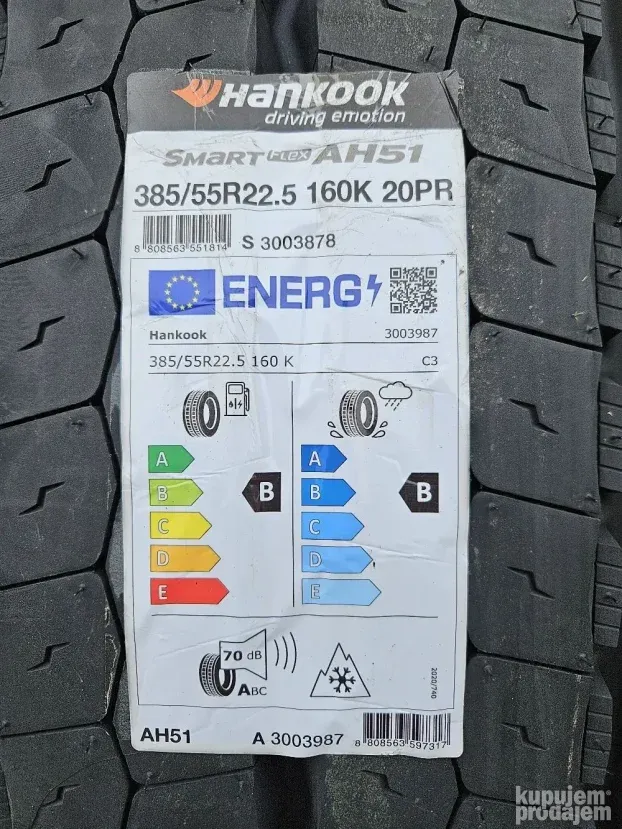 Hankook
driving emotion
Smart Flex AH51
385/55R22.5 160K 20PR
8 808563 551814
S 3003878
ENERG
Hankook 3003987
385/55R22.5 160 K C3
A A
B B B B
C C
D D
E E
70 dB
ABC
2020/740
AH51 A 3003987 8 808563 597317
kupujem
prodajem